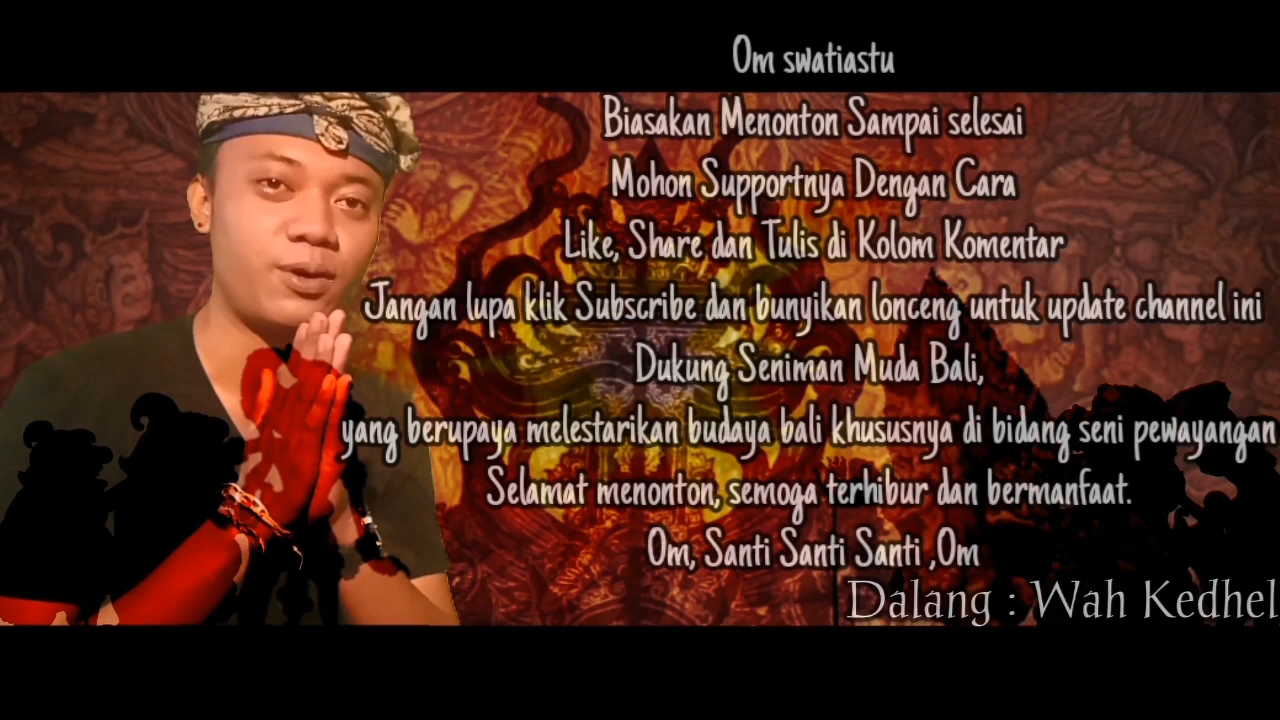 Om swatiastu
Biasakan Menonton Sampai selesai
Mohon Supportnya Dengan Cara
Like, Share dan Tulis di Kolom Komentar
Jangan lupa klik Subscribe dan bunyikan lonceng untuk update channel ini
Dukung Seniman Muda Bali,
yang berupaya melestarikan budaya bali khususnya di bidang seni pewayangan
Selamat menonton, semoga terhibur dan bermanfaat.
Om, Santi Santi Santi ,Om
Dalang : Wah Kedhel